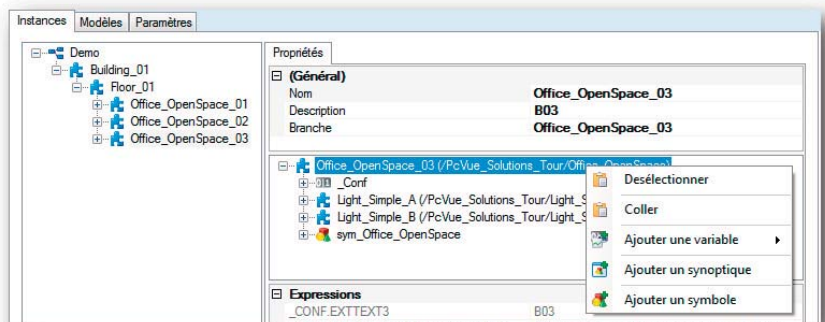 Instances Modèles Paramètres
Demo
Building_01
Floor_01
Office_OpenSpace_01
Office_OpenSpace_02
Office_OpenSpace_03
Propriétés
(Général)
Nom Office_OpenSpace_03
Description B03
Branche Office_OpenSpace_03
Office_OpenSpace_03 (/PcVue_Solutions_Tour/Office_OpenSpace)
_Conf
Light_Simple_A (/PcVue_Solutions_Tour/Light_S
Light_Simple_B (/PcVue_Solutions_Tour/Light_S
sym_Office_OpenSpace
Desélectionner
Coller
Ajouter une variable
Ajouter un synoptique
Ajouter un symbole
Expressions
_CONF.EXTTEXT3 B03